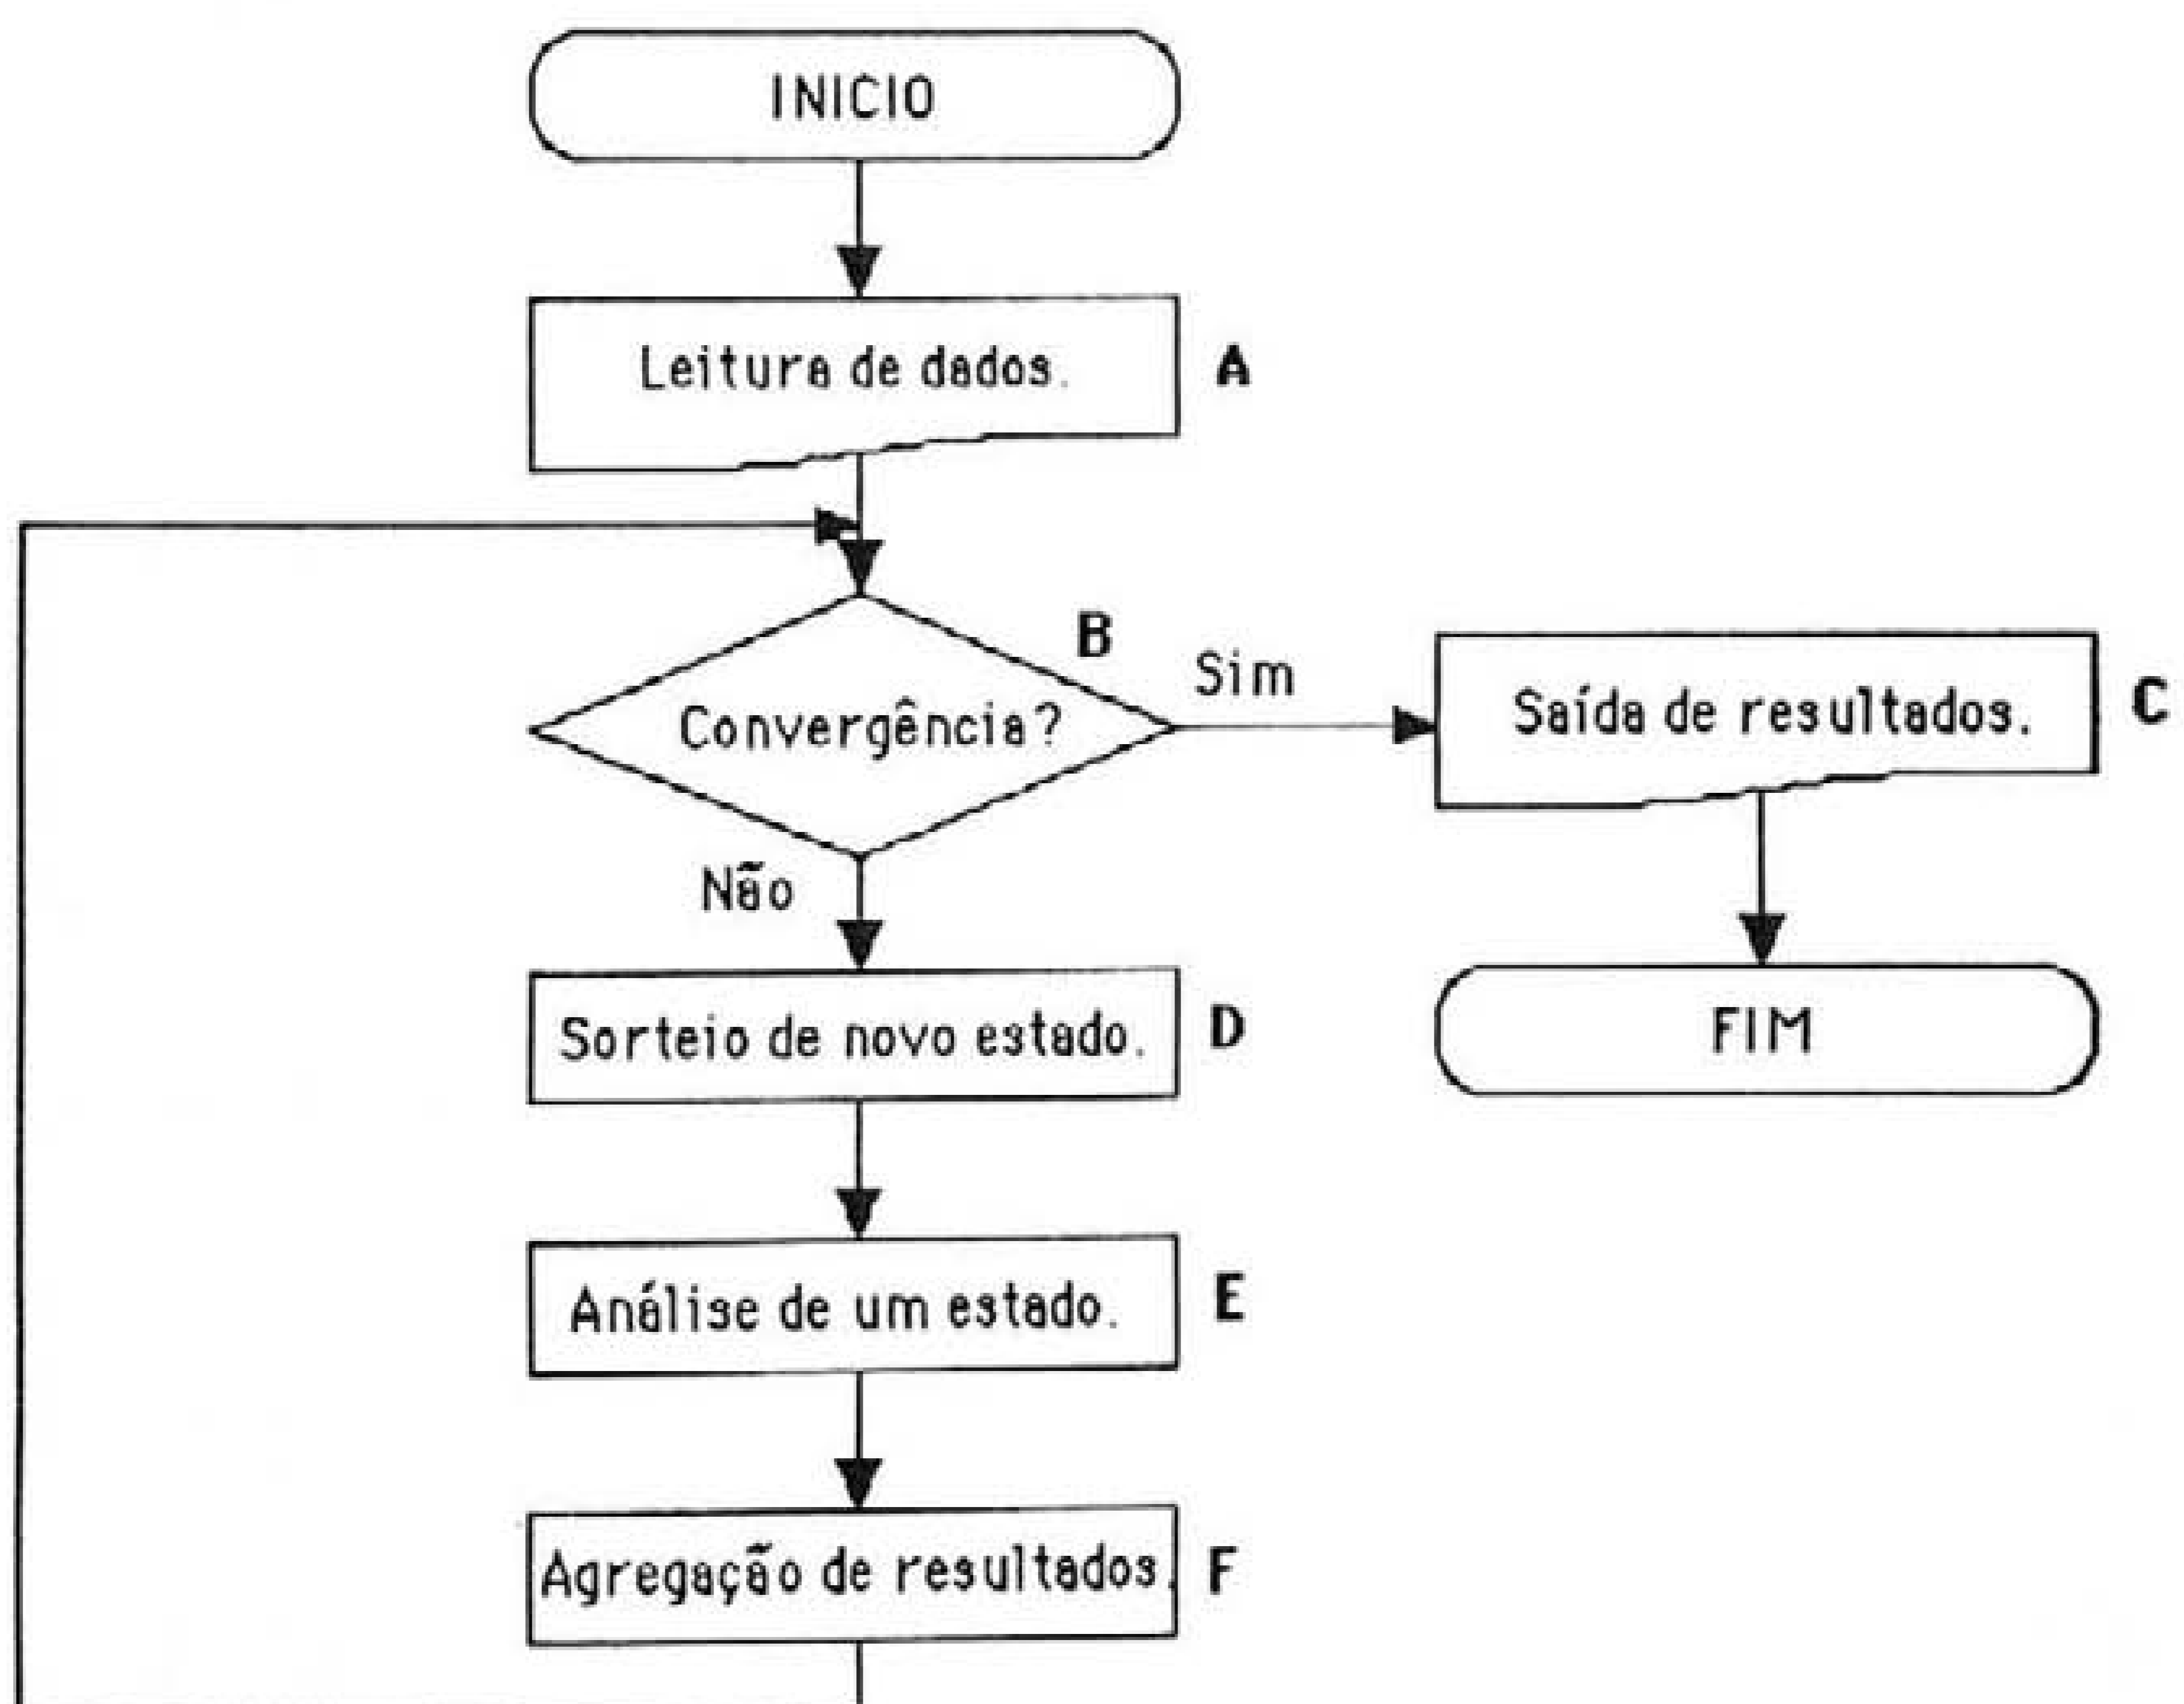 INICIO
Leitura de dados.
A
B
Convergência?
Sim
Saída de resultados.
C
Não
Sorteio de novo estado.
D
FIM
Análise de um estado.
E
Agregação de resultados.
F